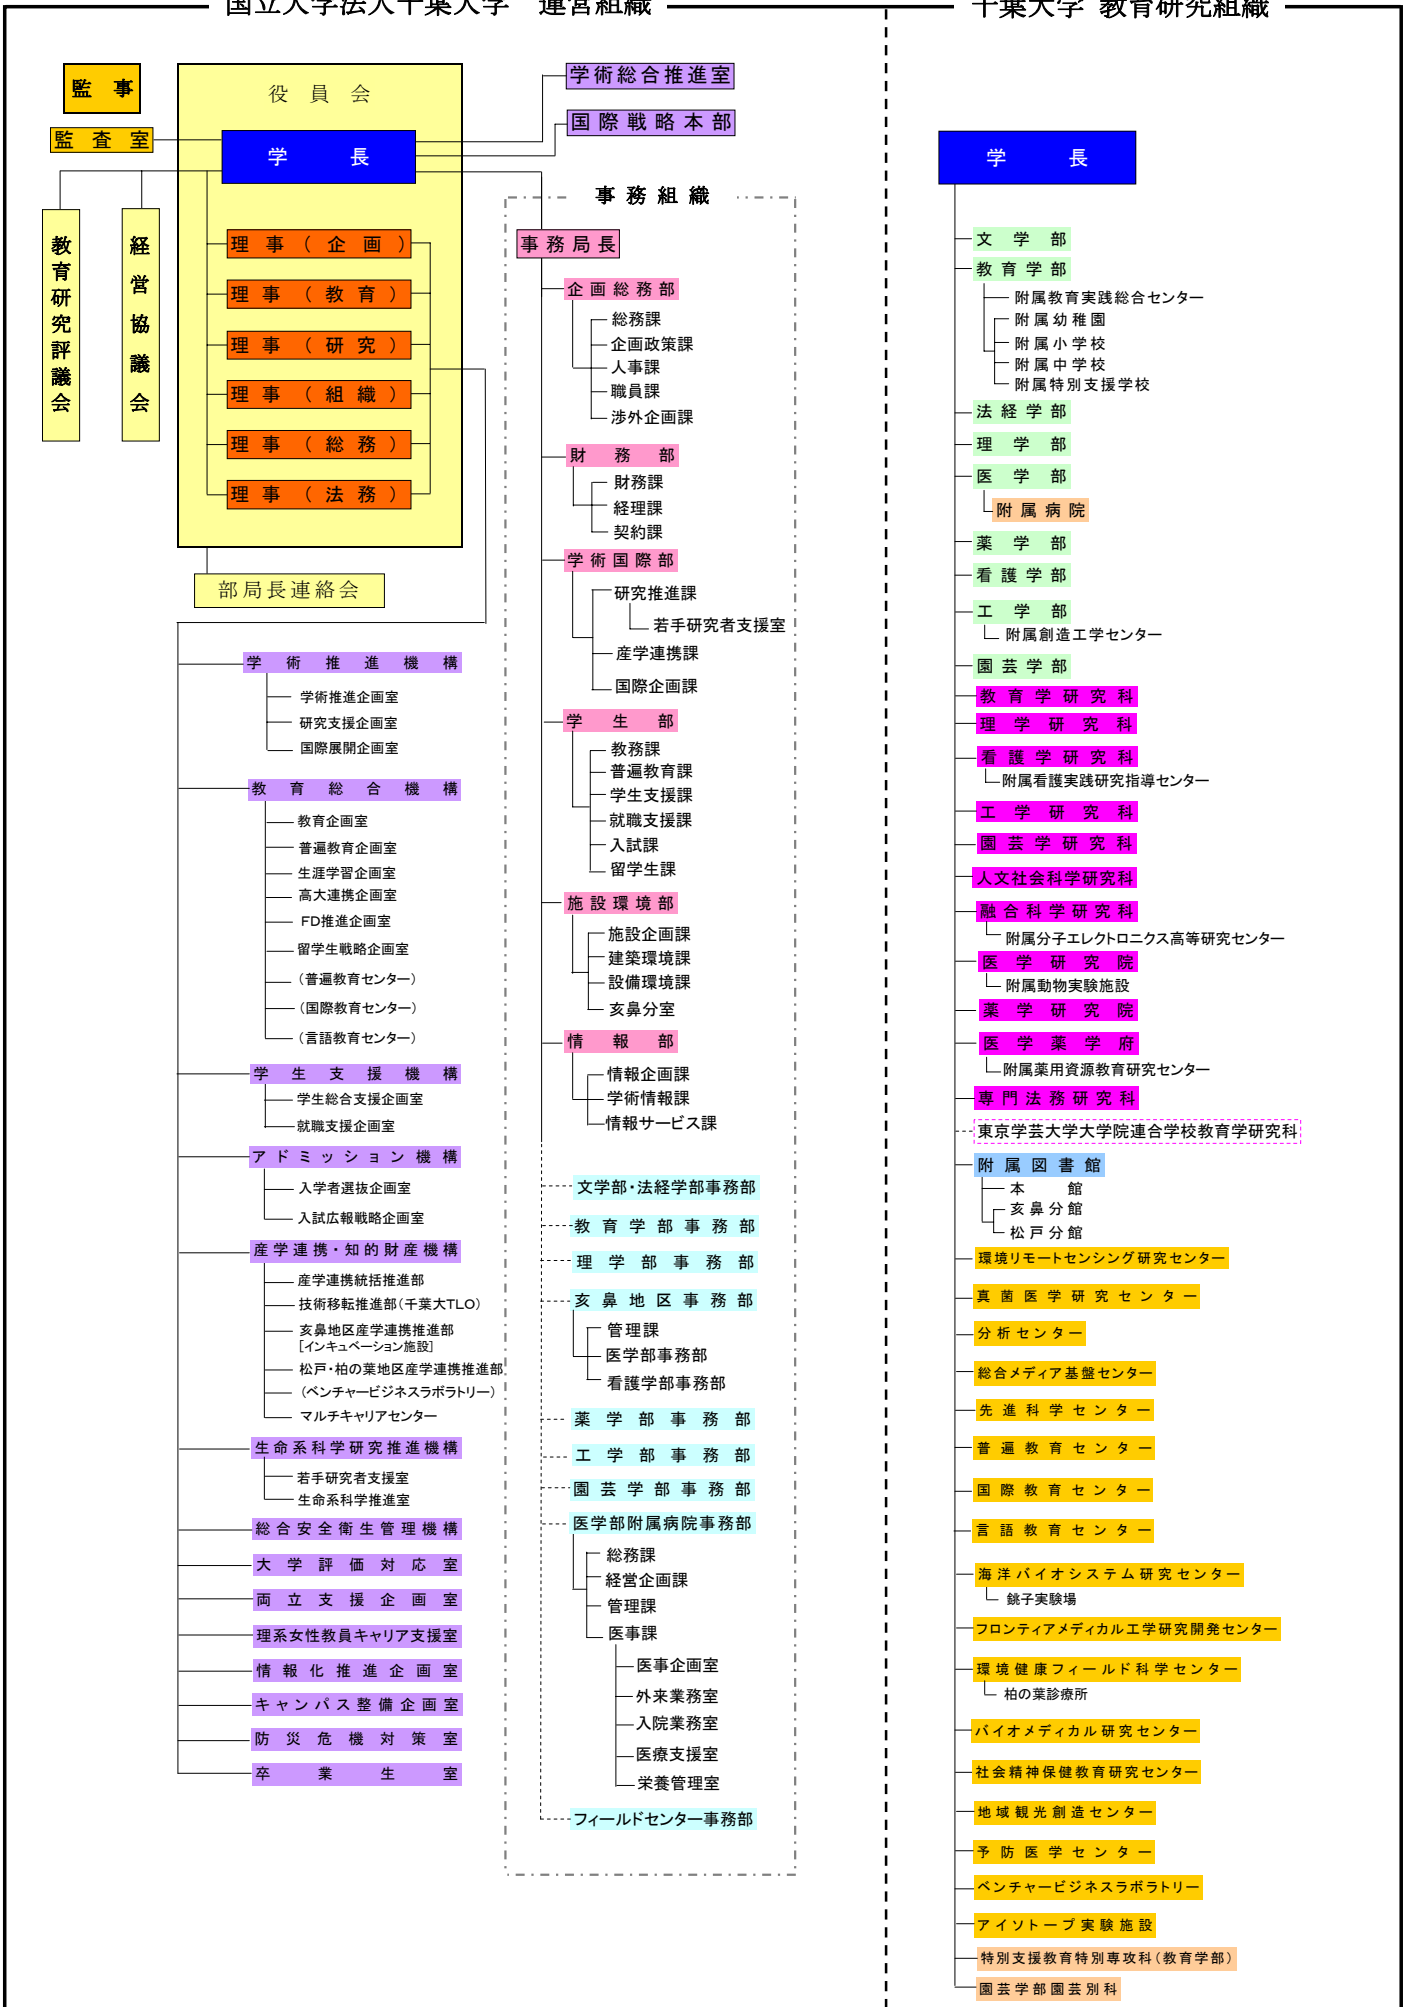 国立大学法人千葉大学　運営組織
監　事
役　員　会
監　査　室
学　長
学術総合推進室
国際戦略本部
教育研究評議会
経営協議会
理　事　（　企　画　）
理　事　（　教　育　）
理　事　（　研　究　）
理　事　（　組　織　）
理　事　（　総　務　）
理　事　（　法　務　）
部局長連絡会
学術推進機構
学術推進企画室
研究支援企画室
国際展開企画室
教育総合機構
教育企画室
普遍教育企画室
生涯学習企画室
高大連携企画室
FD推進企画室
留学生戦略企画室
（普遍教育センター）
（国際教育センター）
（言語教育センター）
学生支援機構
学生総合支援企画室
就職支援企画室
アドミッション機構
入学者選抜企画室
入試広報戦略企画室
産学連携・知的財産機構
産学連携統括推進部
技術移転推進部（千葉大TLO）
亥鼻地区産学連携推進部
［インキュベーション施設］
松戸・柏の葉地区産学連携推進部
（ベンチャービジネスラボラトリー）
マルチキャリアセンター
生命系科学研究推進機構
若手研究者支援室
生命系科学推進室
総合安全衛生管理機構
大学評価対応室
両立支援企画室
理系女性教員キャリア支援室
情報化推進企画室
キャンパス整備企画室
防災危機対策室
卒業生室
事務組織
事務局長
企画総務部
総務課
企画政策課
人事課
職員課
渉外企画課
財務部
財務課
経理課
契約課
学術国際部
研究推進課
若手研究者支援室
産学連携課
国際企画課
学生部
教務課
普遍教育課
学生支援課
就職支援課
入試課
留学生課
施設環境部
施設企画課
建築環境課
設備環境課
亥鼻分室
情報部
情報企画課
学術情報課
情報サービス課
文学部・法経学部事務部
教育学部事務部
理学部事務部
亥鼻地区事務部
管理課
医学部事務部
看護学部事務部
薬学部事務部
工学部事務部
園芸学部事務部
医学部附属病院事務部
総務課
経営企画課
管理課
医事課
医事企画室
外来業務室
入院業務室
医療支援室
栄養管理室
フィールドセンター事務部
千葉大学 教育研究組織
学　長
文学部
教育学部
附属教育実践総合センター
附属幼稚園
附属小学校
附属中学校
附属特別支援学校
法経学部
理学部
医学部
附属病院
薬学部
看護学部
工学部
附属創造工学センター
園芸学部
教育学研究科
理学研究科
看護学研究科
附属看護実践研究指導センター
工学研究科
園芸学研究科
人文社会科学研究科
融合科学研究科
附属分子エレクトロニクス高等研究センター
医学研究院
附属動物実験施設
薬学研究院
医学薬学府
附属薬用資源教育研究センター
専門法務研究科
東京学芸大学大学院連合学校教育学研究科
附属図書館
本　館
亥鼻分館
松戸分館
環境リモートセンシング研究センター
真菌医学研究センター
分析センター
総合メディア基盤センター
先進科学センター
普遍教育センター
国際教育センター
言語教育センター
海洋バイオシステム研究センター
銚子実験場
フロンティアメディカル工学研究開発センター
環境健康フィールド科学センター
柏の葉診療所
バイオメディカル研究センター
社会精神保健教育研究センター
地域観光創造センター
予防医学センター
ベンチャービジネスラボラトリー
アイソトープ実験施設
特別支援教育特別専攻科（教育学部）
園芸学部園芸別科